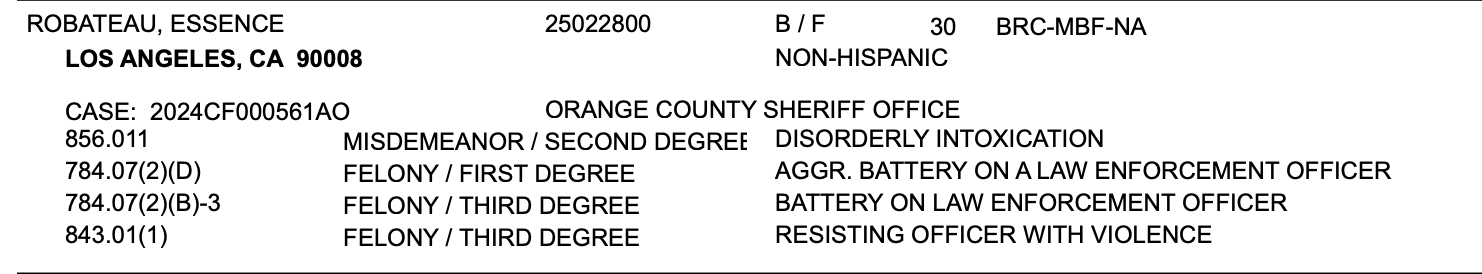 ROBATEAU, ESSENCE 25022800 B / F 30 BRC-MBF-NA
LOS ANGELES, CA 90008 NON-HISPANIC
CASE: 2024CF000561AO ORANGE COUNTY SHERIFF OFFICE
856.011 MISDEMEANOR / SECOND DEGREE DISORDERLY INTOXICATION
784.07(2)(D) FELONY / FIRST DEGREE AGGR. BATTERY ON A LAW ENFORCEMENT OFFICER
784.07(2)(B)-3 FELONY / THIRD DEGREE BATTERY ON LAW ENFORCEMENT OFFICER
843.01(1) FELONY / THIRD DEGREE RESISTING OFFICER WITH VIOLENCE